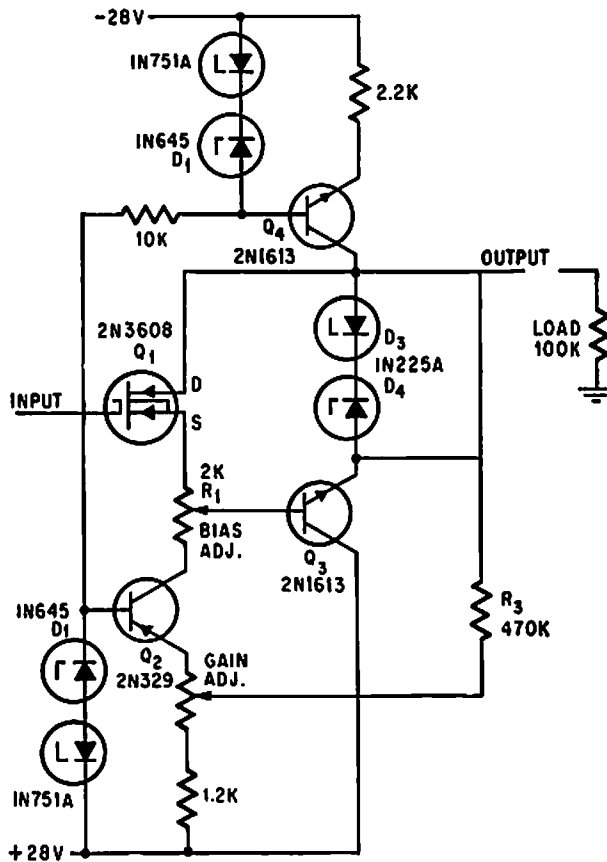 -28V
IN751A
2.2K
IN645
D1
10K
Q4
2N1613
OUTPUT
LOAD
100K
2N3608
Q1
D
S
INPUT
D3
IN225A
D4
2K
R1
BIAS
ADJ.
Q3
2N1613
IN645
D1
Q2
2N329
GAIN
ADJ.
R3
470K
IN751A
1.2K
+28V